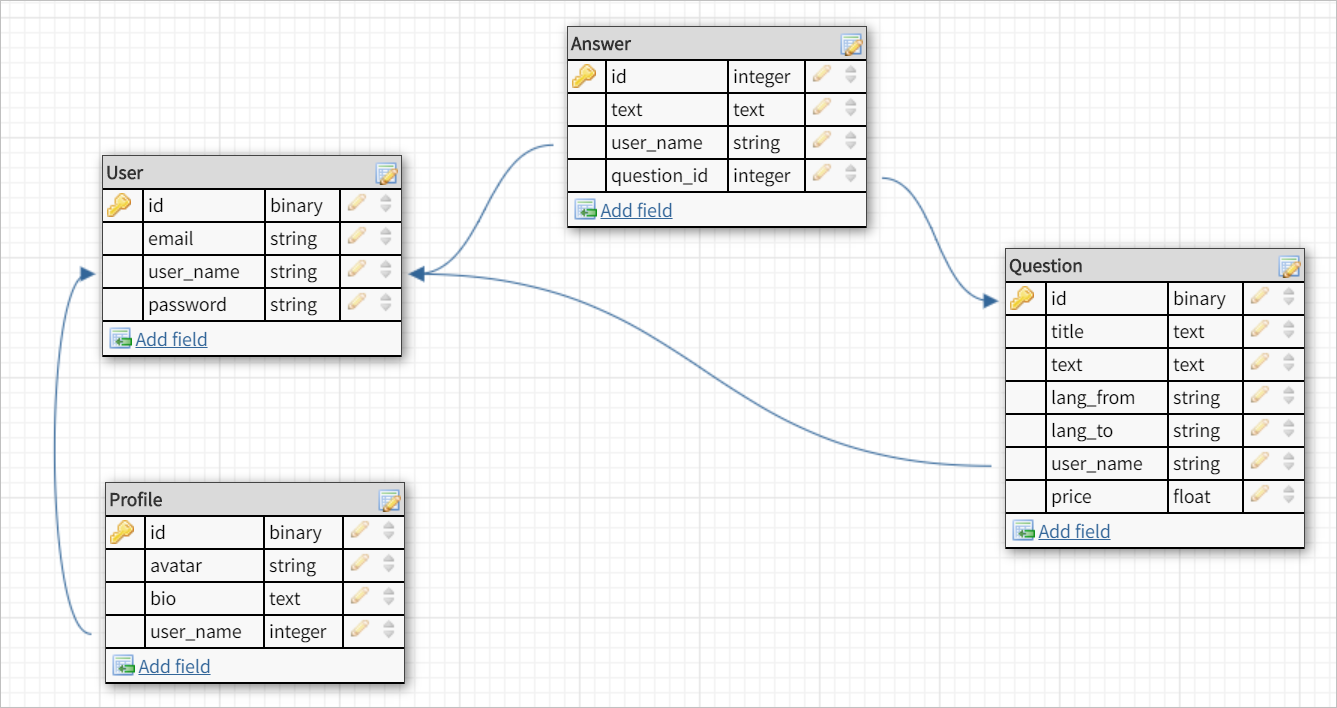 Answer
id integer
text text
user_name string
question_id integer
Add field
User
id binary
email string
user_name string
password string
Add field
Question
id binary
title text
text text
lang_from string
lang_to string
user_name string
price float
Add field
Profile
id binary
avatar string
bio text
user_name integer
Add field